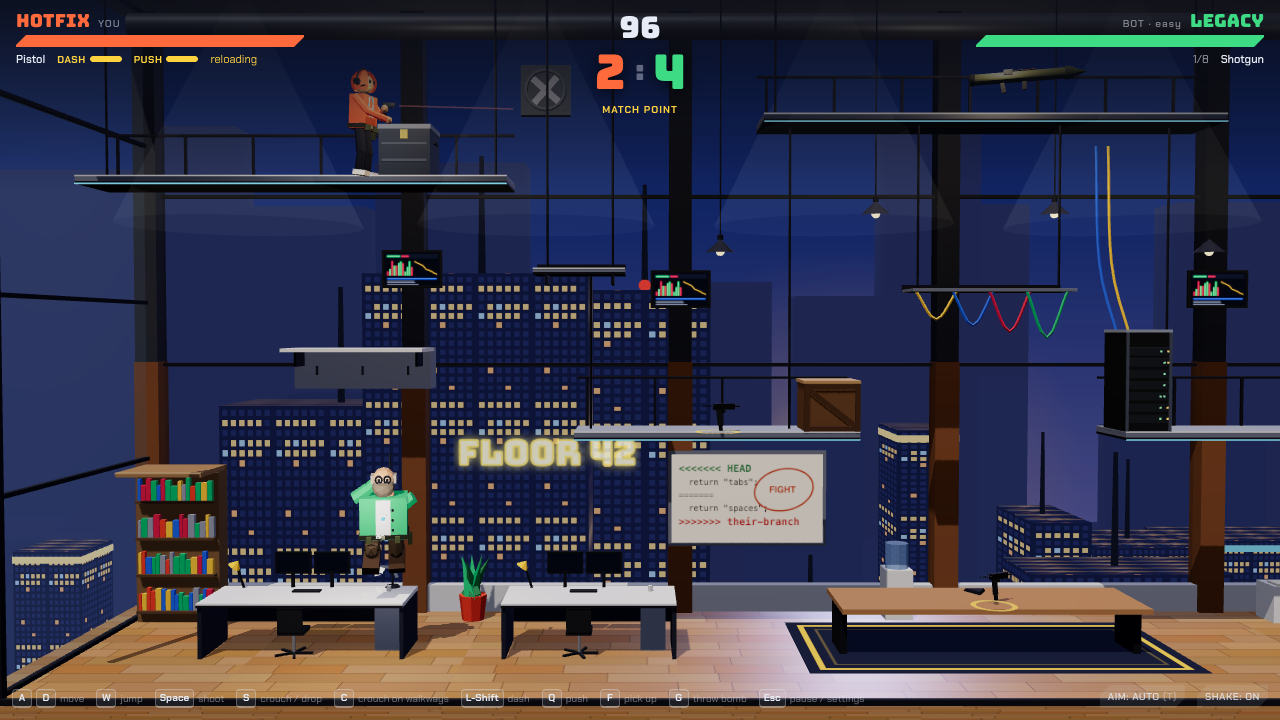 HOTFIX YOU
96
BOT · easy LEGACY
2 : 4
Pistol DASH PUSH reloading
1/8 Shotgun
MATCH POINT
FLOOR 42
<<<<<<< HEAD
return "tabs";
=======
return "spaces";
>>>>>>> their-branch
FIGHT
A D move W jump Space shoot S crouch / drop C crouch on walkways L-Shift dash Q push F pick up G throw bomb Esc pause / settings
AIM: AUTO (T) SHAKE: ON